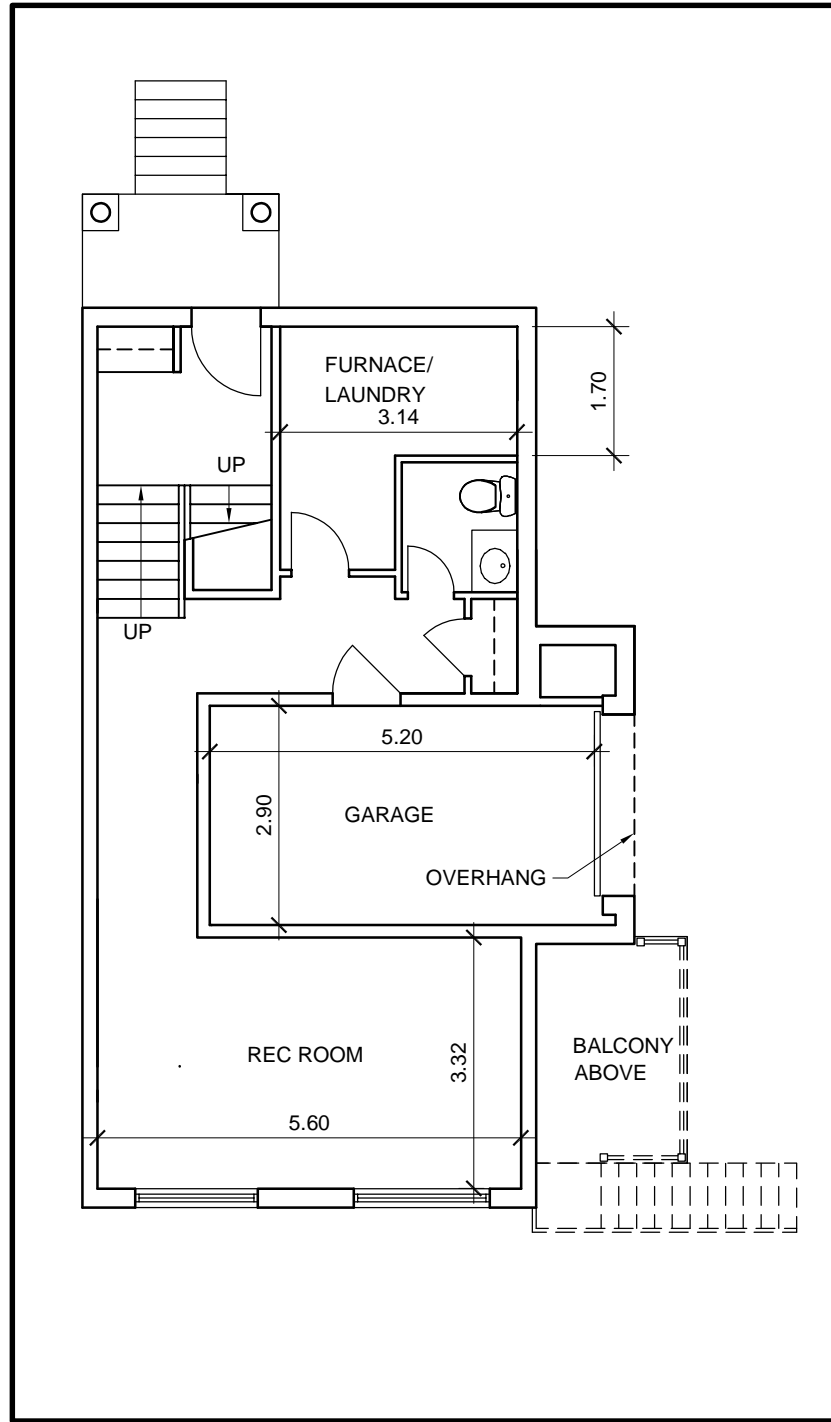 FURNACE/
LAUNDRY
3.14
1.70
UP
UP
5.20
2.90
GARAGE
OVERHANG
REC ROOM
3.32
BALCONY
ABOVE
5.60